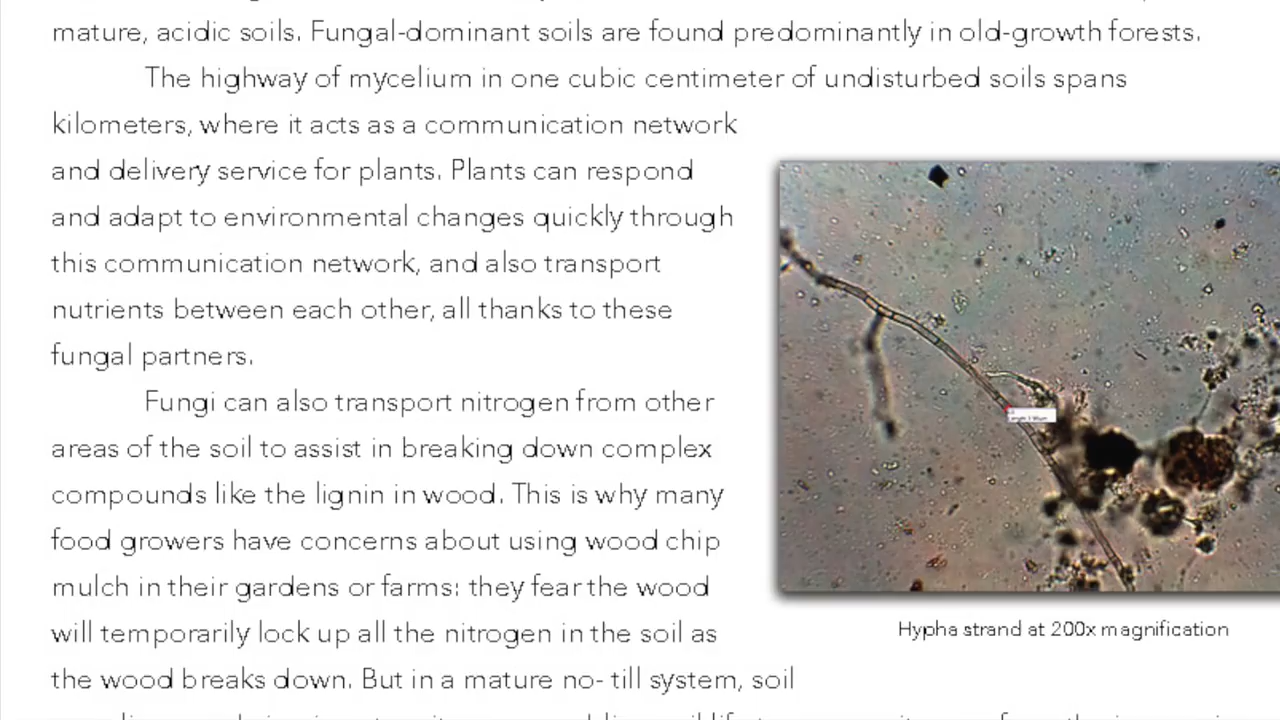 mature, acidic soils. Fungal-dominant soils are found predominantly in old-growth forests.
The highway of mycelium in one cubic centimeter of undisturbed soils spans
kilometers, where it acts as a communication network
and delivery service for plants. Plants can respond
and adapt to environmental changes quickly through
this communication network, and also transport
nutrients between each other, all thanks to these
fungal partners.
Fungi can also transport nitrogen from other
areas of the soil to assist in breaking down complex
compounds like the lignin in wood. This is why many
food growers have concerns about using wood chip
mulch in their gardens or farms: they fear the wood
will temporarily lock up all the nitrogen in the soil as
the wood breaks down. But in a mature no- till system, soil
Hypha strand at 200x magnification